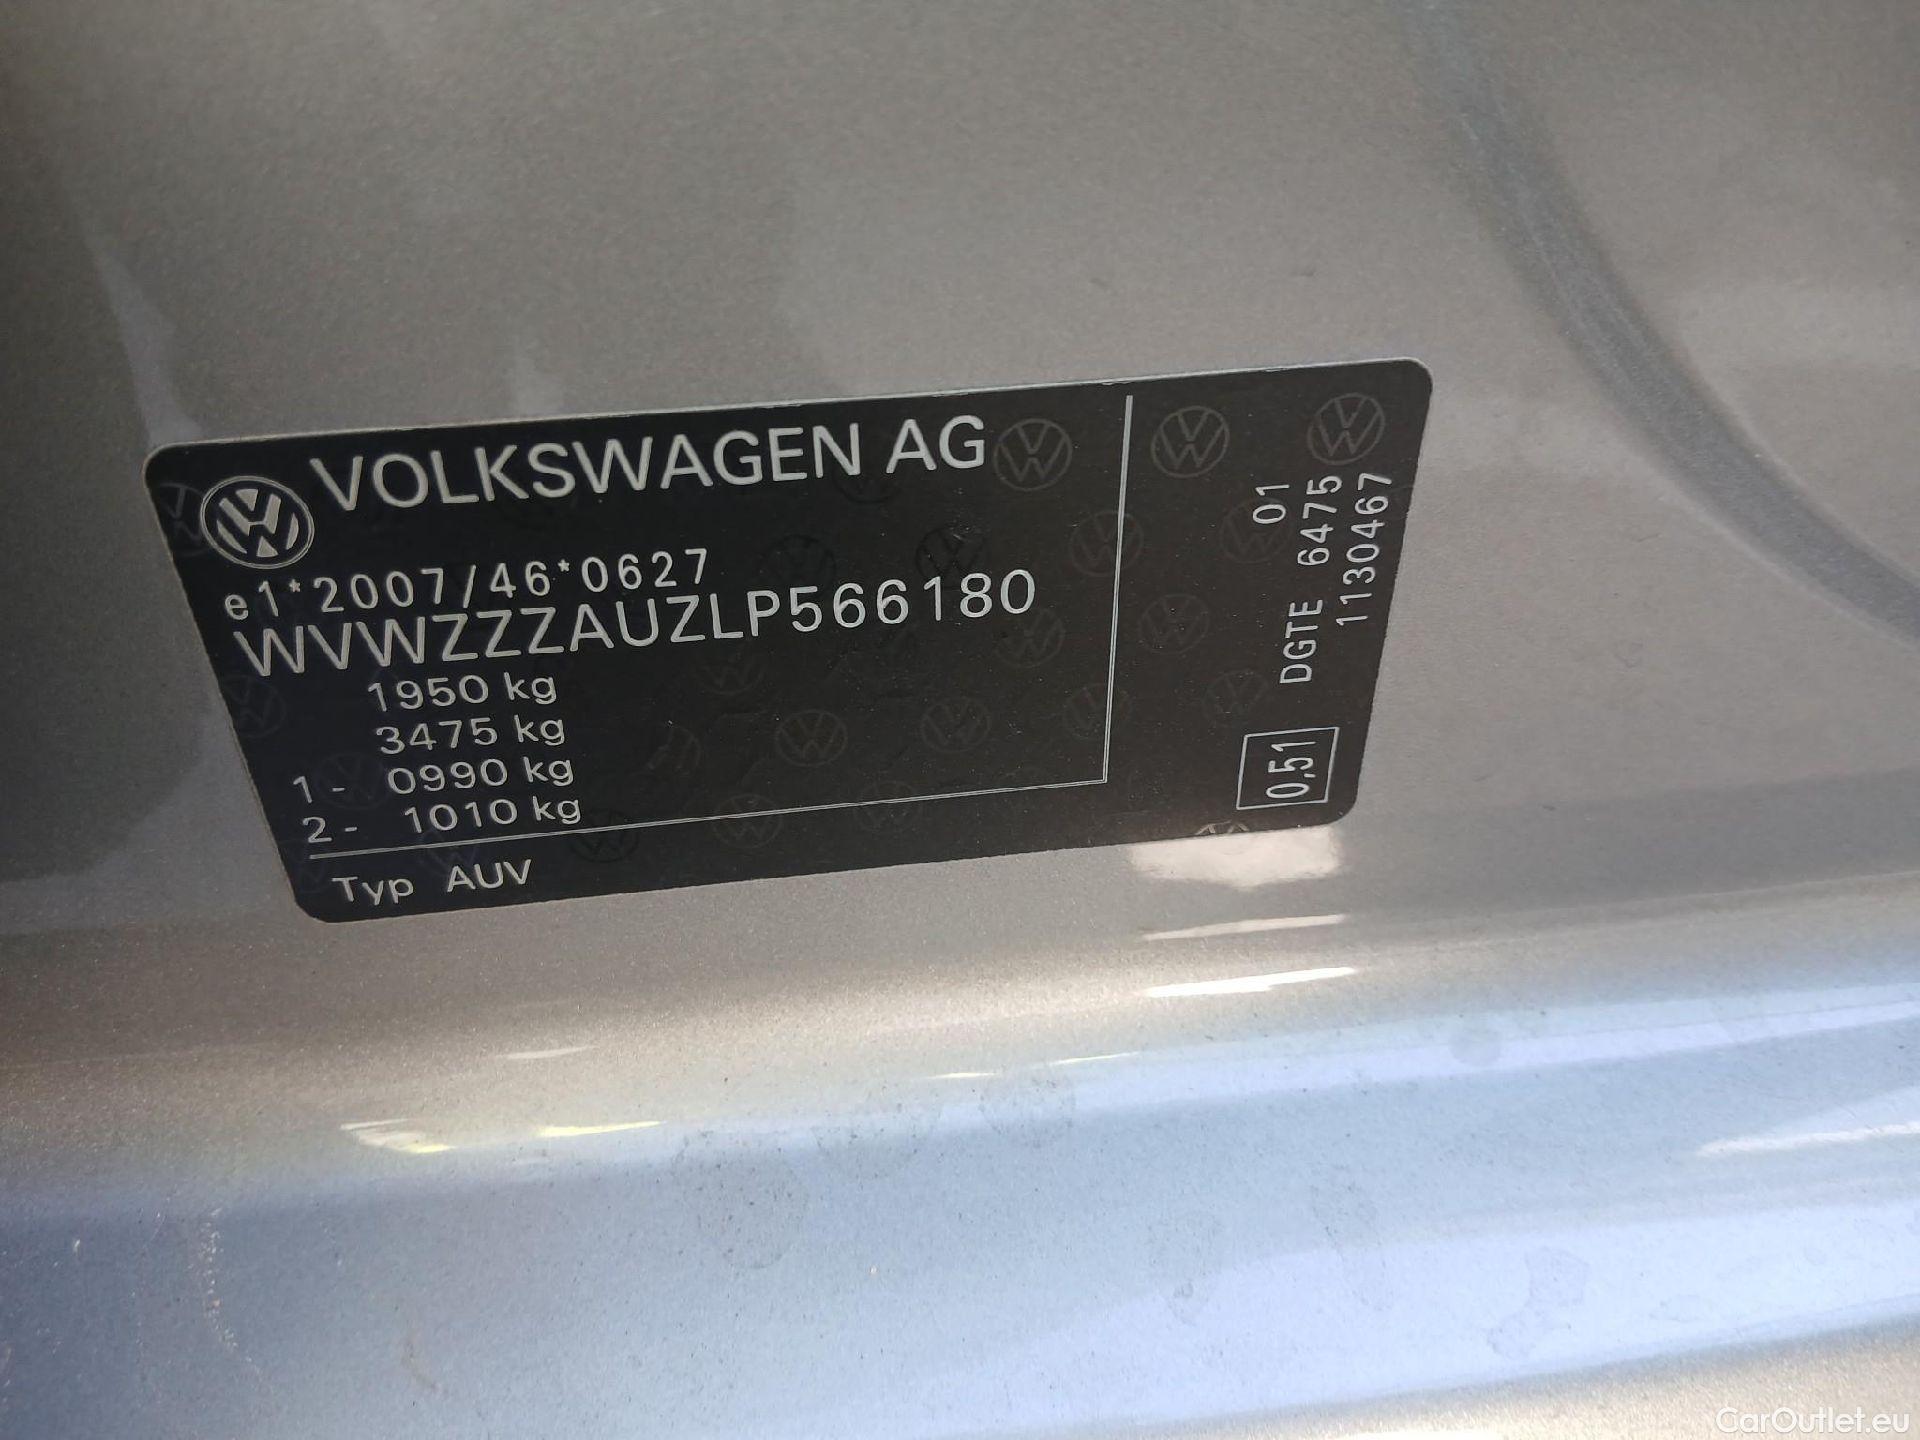 VOLKSWAGEN AG
e1*2007/46*0627
WVWZZZAUZLP566180
1950 kg
3475 kg
1- 0990 kg
2- 1010 kg
Typ AUV
01
DGTE 6475
1130467
0,51
CarOutlet.eu